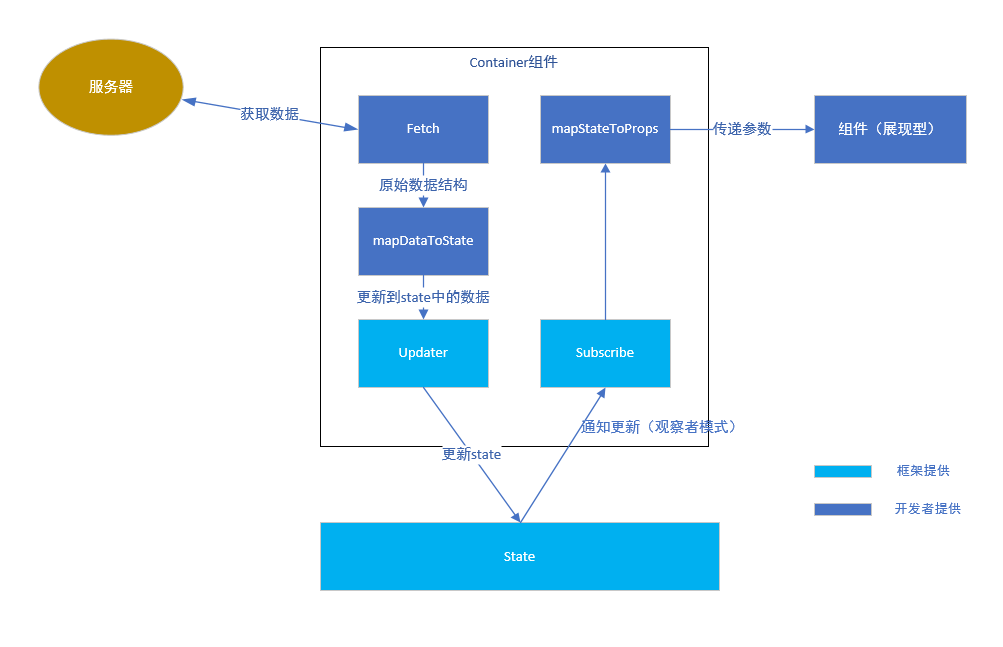 Container组件
服务器
获取数据
Fetch
mapStateToProps
传递参数
组件（展现型）
原始数据结构
mapDataToState
更新到state中的数据
Updater
Subscribe
通知更新（观察者模式）
更新state
框架提供
开发者提供
State